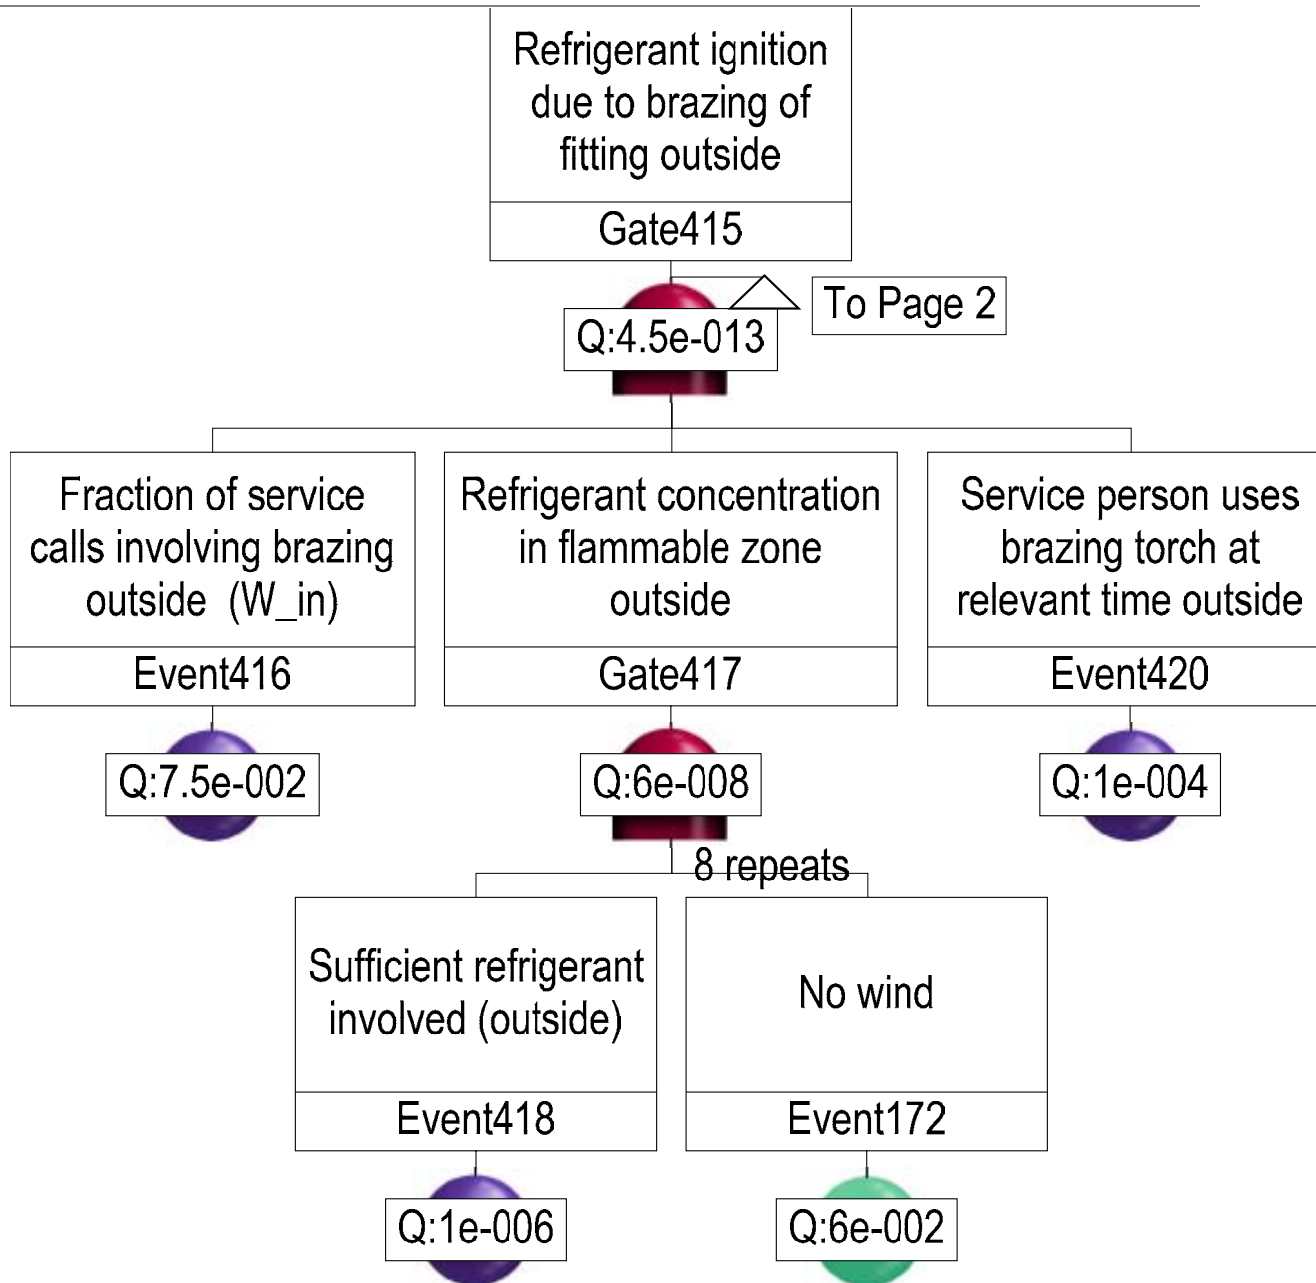 Refrigerant ignition
due to brazing of
fitting outside
Gate415
To Page 2
Q:4.5e-013
Fraction of service
calls involving brazing
outside (W_in)
Event416
Q:7.5e-002
Refrigerant concentration
in flammable zone
outside
Gate417
Q:6e-008
Service person uses
brazing torch at
relevant time outside
Event420
Q:1e-004
8 repeats
Sufficient refrigerant
involved (outside)
Event418
Q:1e-006
No wind
Event172
Q:6e-002